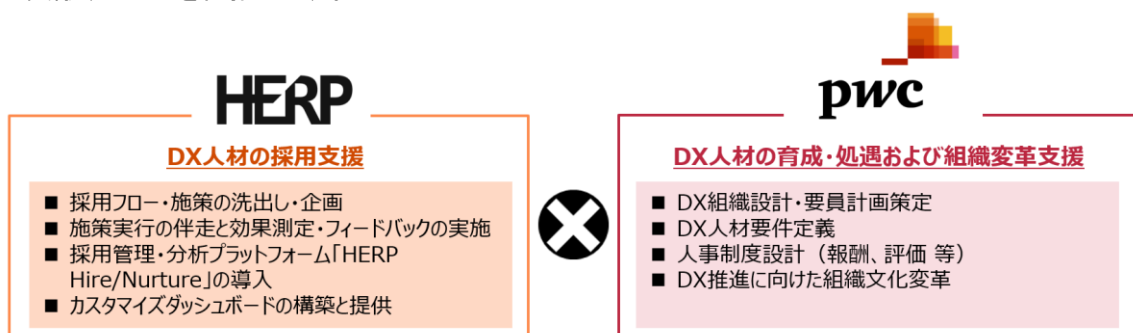 HERP
DX人材の採用支援
■ 採用フロー・施策の洗出し・企画
■ 施策実行の伴走と効果測定・フィードバックの実施
■ 採用管理・分析プラットフォーム「HERP
Hire/Nurture」の導入
■ カスタマイズダッシュボードの構築と提供
pwc
DX人材の育成・処遇および組織変革支援
■ DX組織設計・要員計画策定
■ DX人材要件定義
■ 人事制度設計（報酬、評価 等）
■ DX推進に向けた組織文化変革